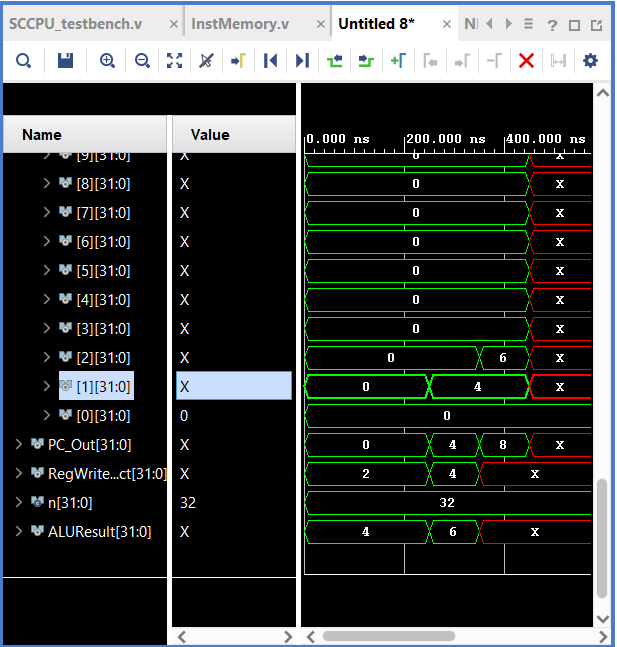 SCCPU_testbench.v × InstMemory.v × Untitled 8* × ?
Name Value 0.000 ns 200.000 ns 400.000 ns
[9][31:0] X 0 X
[8][31:0] X 0 X
[7][31:0] X 0 X
[6][31:0] X 0 X
[5][31:0] X 0 X
[4][31:0] X 0 X
[3][31:0] X 0 X
[2][31:0] X 0 6 X
[1][31:0] X 0 4 X
[0][31:0] 0 0
PC_Out[31:0] X 0 4 8 X
RegWrite...ct[31:0] X 2 4 X
n[31:0] 32 32
ALUResult[31:0] X 4 6 X